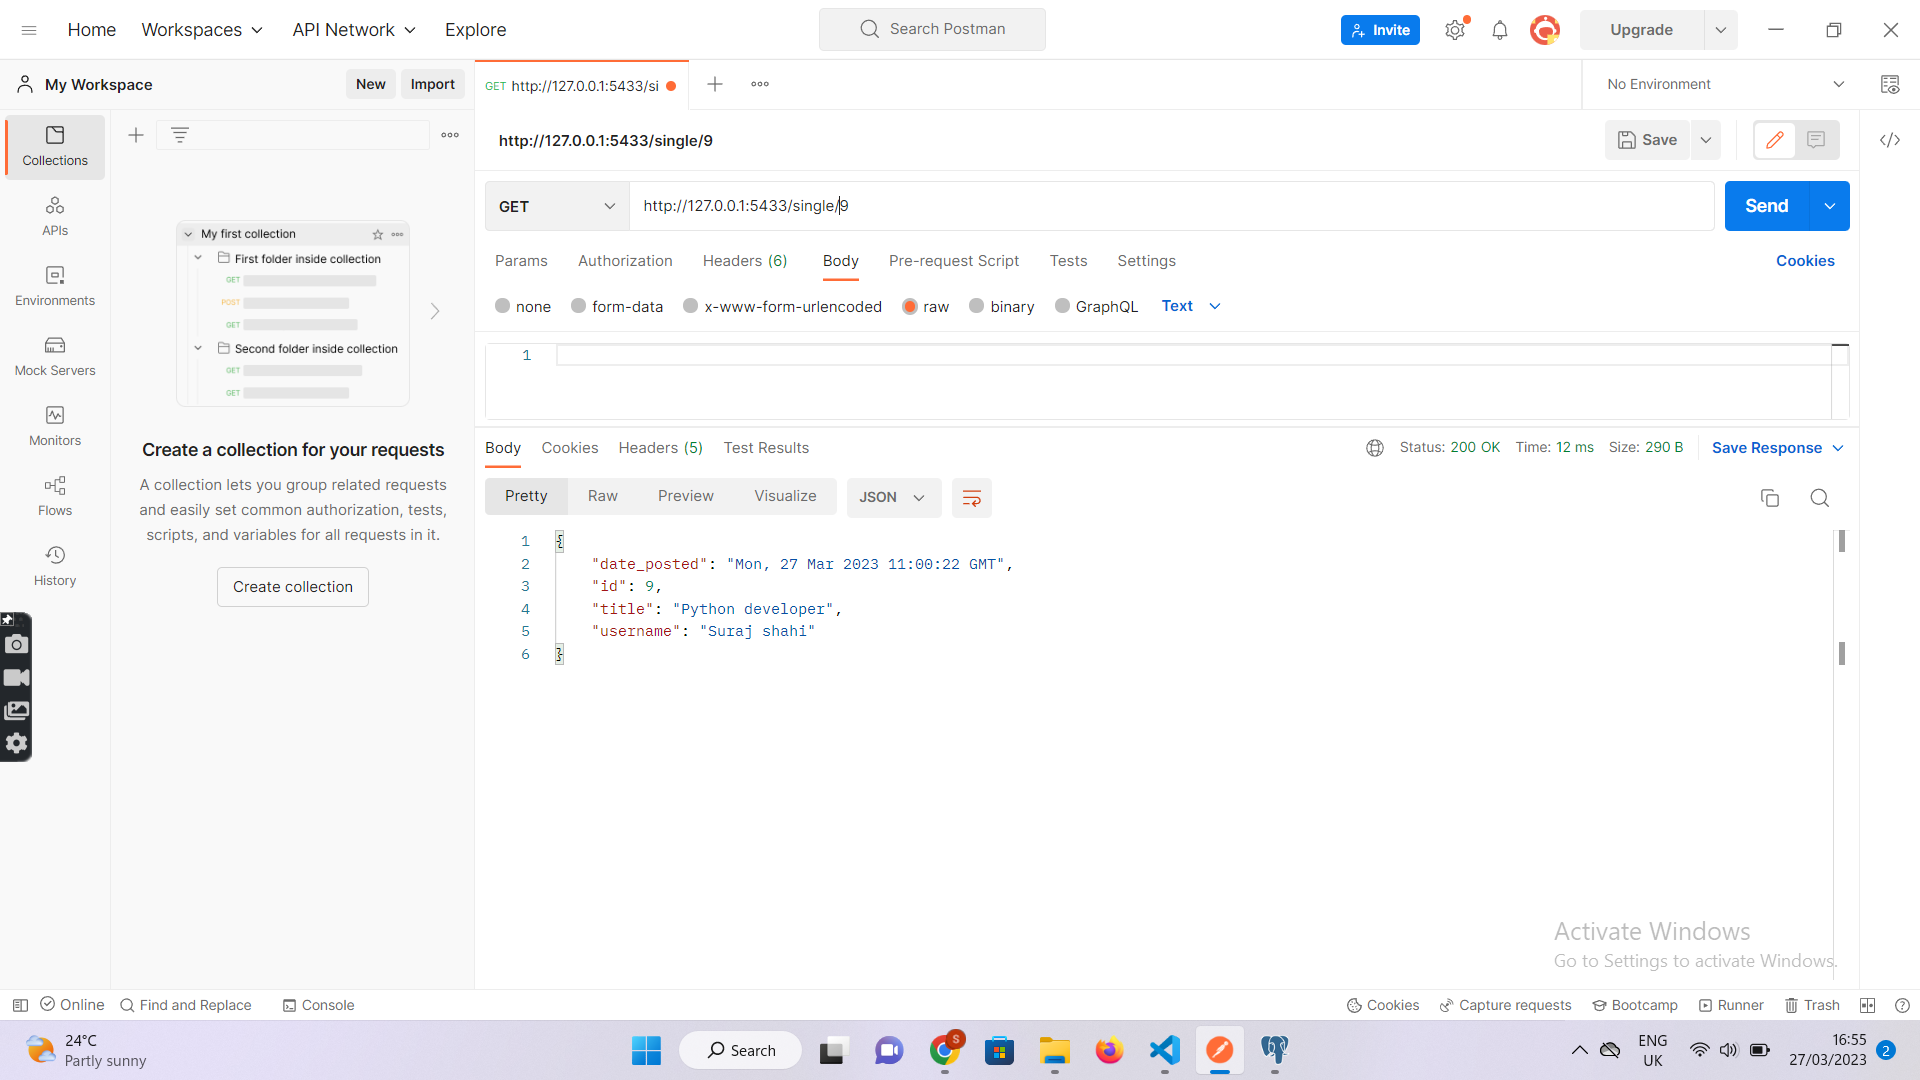 Home Workspaces API Network Explore Search Postman Invite Upgrade
My Workspace New Import GET http://127.0.0.1:5433/si No Environment
http://127.0.0.1:5433/single/9 Save
Collections
APIs
Environments
Mock Servers
Monitors
Flows
History
My first collection
First folder inside collection
GET
POST
GET
Second folder inside collection
GET
GET
Create a collection for your requests
A collection lets you group related requests
and easily set common authorization, tests,
scripts, and variables for all requests in it.
Create collection
GET http://127.0.0.1:5433/single/9 Send
Params Authorization Headers (6) Body Pre-request Script Tests Settings Cookies
none form-data x-www-form-urlencoded raw binary GraphQL Text
1
Body Cookies Headers (5) Test Results Status: 200 OK Time: 12 ms Size: 290 B Save Response
Pretty Raw Preview Visualize JSON
1 {
2 "date_posted": "Mon, 27 Mar 2023 11:00:22 GMT",
3 "id": 9,
4 "title": "Python developer",
5 "username": "Suraj shahi"
6 }
Activate Windows
Go to Settings to activate Windows.
Online Find and Replace Console Cookies Capture requests Bootcamp Runner Trash
24°C
Partly sunny
Search
S
ENG
UK
16:55
27/03/2023
2